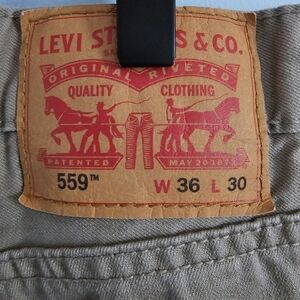 LEVI ST S & CO.
ORIGINAL RIVETED
QUALITY CLOTHING
PATENTED MAY 20 1873
559™ W 36 L 30